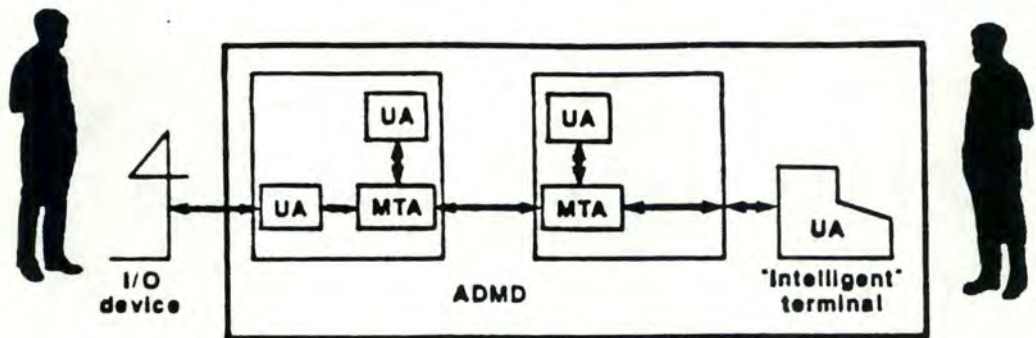 UA
UA
UA
MTA
MTA
UA
I/O
device
ADMD
"Intelligent"
terminal